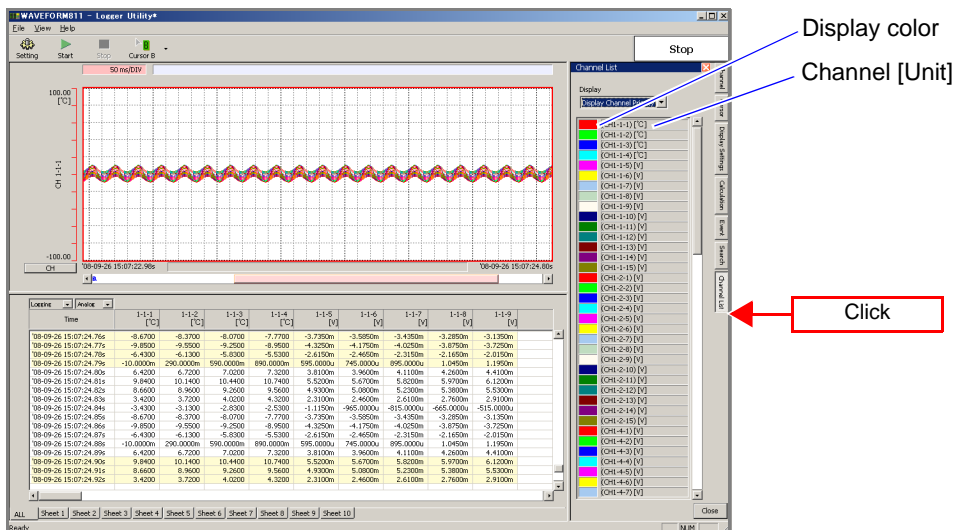 WAVEFORM811 - Logger Utility*
File View Help
Setting Start Stop Cursor B
Stop
Display color
Channel [Unit]
Click
50 ms/DIV
100.00
[℃]
CH 1-1-1
-100.00
CH
'08-09-26 15:07:22.98s
'08-09-26 15:07:24.80s
Logging Analog
Time 1-1-1 1-1-2 1-1-3 1-1-4 1-1-5 1-1-6 1-1-7 1-1-8 1-1-9
[℃] [℃] [℃] [℃] [V] [V] [V] [V] [V]
'08-09-26 15:07:24.76s -8.6700 -8.3700 -8.0700 -7.7700 -3.7350m -3.5850m -3.4350m -3.2850m -3.1350m
'08-09-26 15:07:24.77s -9.8500 -9.5500 -9.2500 -8.9500 -4.3250m -4.1750m -4.0250m -3.8750m -3.7250m
'08-09-26 15:07:24.78s -6.4300 -6.1300 -5.8300 -5.5300 -2.6150m -2.4650m -2.3150m -2.1650m -2.0150m
'08-09-26 15:07:24.79s -10.0000m 290.0000m 590.0000m 890.0000m 595.0000u 745.0000u 895.0000u 1.0450m 1.1950m
'08-09-26 15:07:24.80s 6.4200 6.7200 7.0200 7.3200 3.8100m 3.9600m 4.1100m 4.2600m 4.4100m
'08-09-26 15:07:24.81s 9.8400 10.1400 10.4400 10.7400 5.5200m 5.6700m 5.8200m 5.9700m 6.1200m
'08-09-26 15:07:24.82s 8.6600 8.9600 9.2600 9.5600 4.9300m 5.0800m 5.2300m 5.3800m 5.5300m
'08-09-26 15:07:24.83s 3.4200 3.7200 4.0200 4.3200 2.3100m 2.4600m 2.6100m 2.7600m 2.9100m
'08-09-26 15:07:24.84s -3.4300 -3.1300 -2.8300 -2.5300 -1.1150m -965.0000u -815.0000u -665.0000u -515.0000u
'08-09-26 15:07:24.85s -8.6700 -8.3700 -8.0700 -7.7700 -3.7350m -3.5850m -3.4350m -3.2850m -3.1350m
'08-09-26 15:07:24.86s -9.8500 -9.5500 -9.2500 -8.9500 -4.3250m -4.1750m -4.0250m -3.8750m -3.7250m
'08-09-26 15:07:24.87s -6.4300 -6.1300 -5.8300 -5.5300 -2.6150m -2.4650m -2.3150m -2.1650m -2.0150m
'08-09-26 15:07:24.88s -10.0000m 290.0000m 590.0000m 890.0000m 595.0000u 745.0000u 895.0000u 1.0450m 1.1950m
'08-09-26 15:07:24.89s 6.4200 6.7200 7.0200 7.3200 3.8100m 3.9600m 4.1100m 4.2600m 4.4100m
'08-09-26 15:07:24.90s 9.8400 10.1400 10.4400 10.7400 5.5200m 5.6700m 5.8200m 5.9700m 6.1200m
'08-09-26 15:07:24.91s 8.6600 8.9600 9.2600 9.5600 4.9300m 5.0800m 5.2300m 5.3800m 5.5300m
'08-09-26 15:07:24.92s 3.4200 3.7200 4.0200 4.3200 2.3100m 2.4600m 2.6100m 2.7600m 2.9100m
ALL Sheet 1 Sheet 2 Sheet 3 Sheet 4 Sheet 5 Sheet 6 Sheet 7 Sheet 8 Sheet 9 Sheet 10
Ready
NUM
Channel List
Display
Display Channel
(CH1-1-1) [℃]
(CH1-1-2) [℃]
(CH1-1-3) [℃]
(CH1-1-4) [℃]
(CH1-1-5) [V]
(CH1-1-6) [V]
(CH1-1-7) [V]
(CH1-1-8) [V]
(CH1-1-9) [V]
(CH1-1-10) [V]
(CH1-1-11) [V]
(CH1-1-12) [V]
(CH1-1-13) [V]
(CH1-1-14) [V]
(CH1-1-15) [V]
(CH1-2-1) [V]
(CH1-2-2) [V]
(CH1-2-3) [V]
(CH1-2-4) [V]
(CH1-2-5) [V]
(CH1-2-6) [V]
(CH1-2-7) [V]
(CH1-2-8) [V]
(CH1-2-9) [V]
(CH1-2-10) [V]
(CH1-2-11) [V]
(CH1-2-12) [V]
(CH1-2-13) [V]
(CH1-2-14) [V]
(CH1-2-15) [V]
(CH1-4-1) [V]
(CH1-4-2) [V]
(CH1-4-3) [V]
(CH1-4-4) [V]
(CH1-4-5) [V]
(CH1-4-6) [V]
(CH1-4-7) [V]
Close
Display Settings
Calculation
Event
Search
Channel List